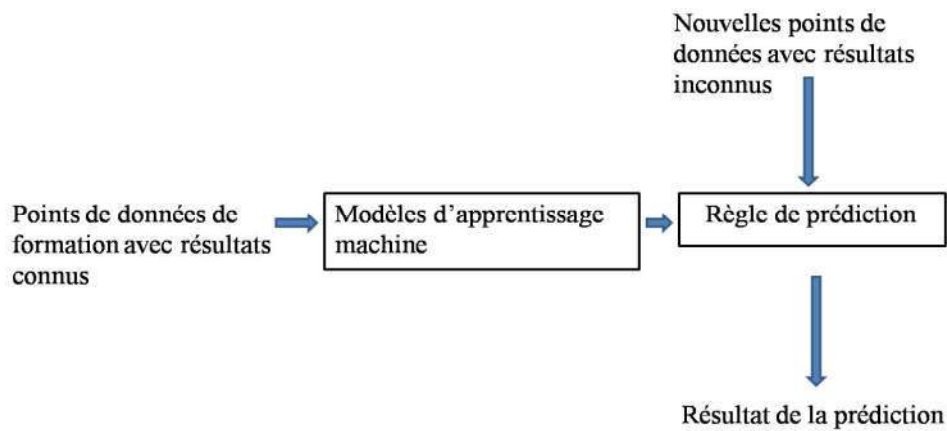 Nouvelles points de
données avec résultats
inconnus
Points de données de
formation avec résultats
connus
Modèles d'apprentissage
machine
Règle de prédiction
Résultat de la prédiction